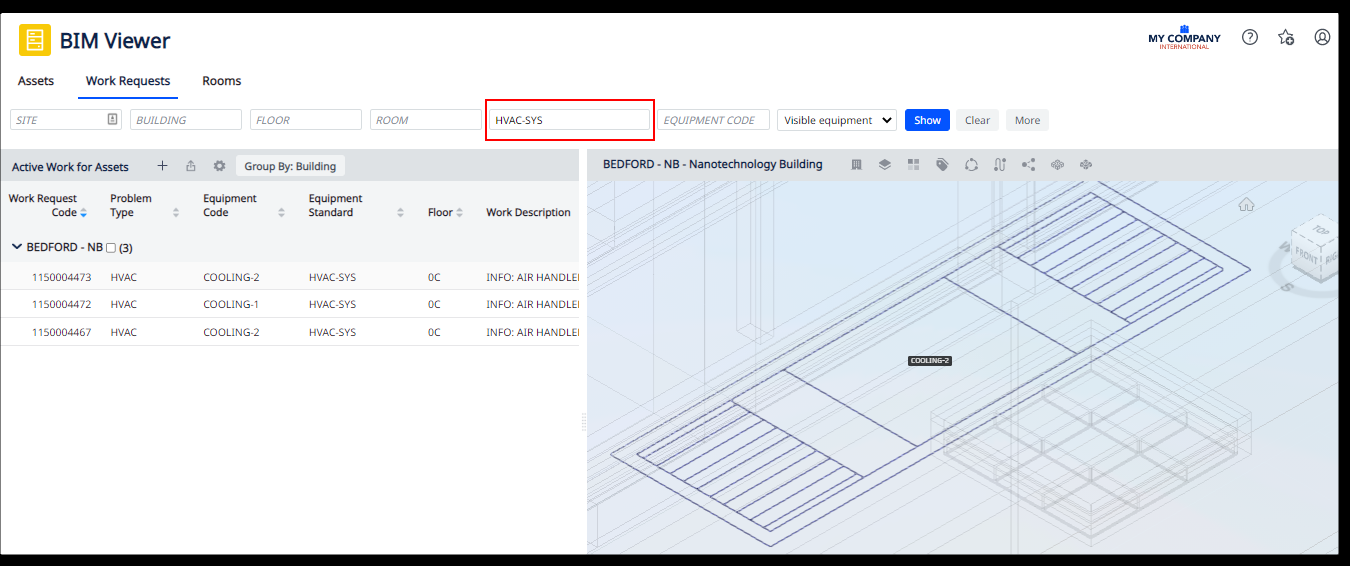 BIM Viewer
MY COMPANY
INTERNATIONAL
Assets
Work Requests
Rooms
SITE
BUILDING
FLOOR
ROOM
HVAC-SYS
EQUIPMENT CODE
Visible equipment
Show
Clear
More
Active Work for Assets
Group By: Building
Work Request Code
Problem Type
Equipment Code
Equipment Standard
Floor
Work Description
BEDFORD - NB (3)
1150004473 HVAC COOLING-2 HVAC-SYS 0C INFO: AIR HANDLE
1150004472 HVAC COOLING-1 HVAC-SYS 0C INFO: AIR HANDLE
1150004467 HVAC COOLING-2 HVAC-SYS 0C INFO: AIR HANDLE
BEDFORD - NB - Nanotechnology Building
TOP
FRONT
RIG
S
COOLING-2